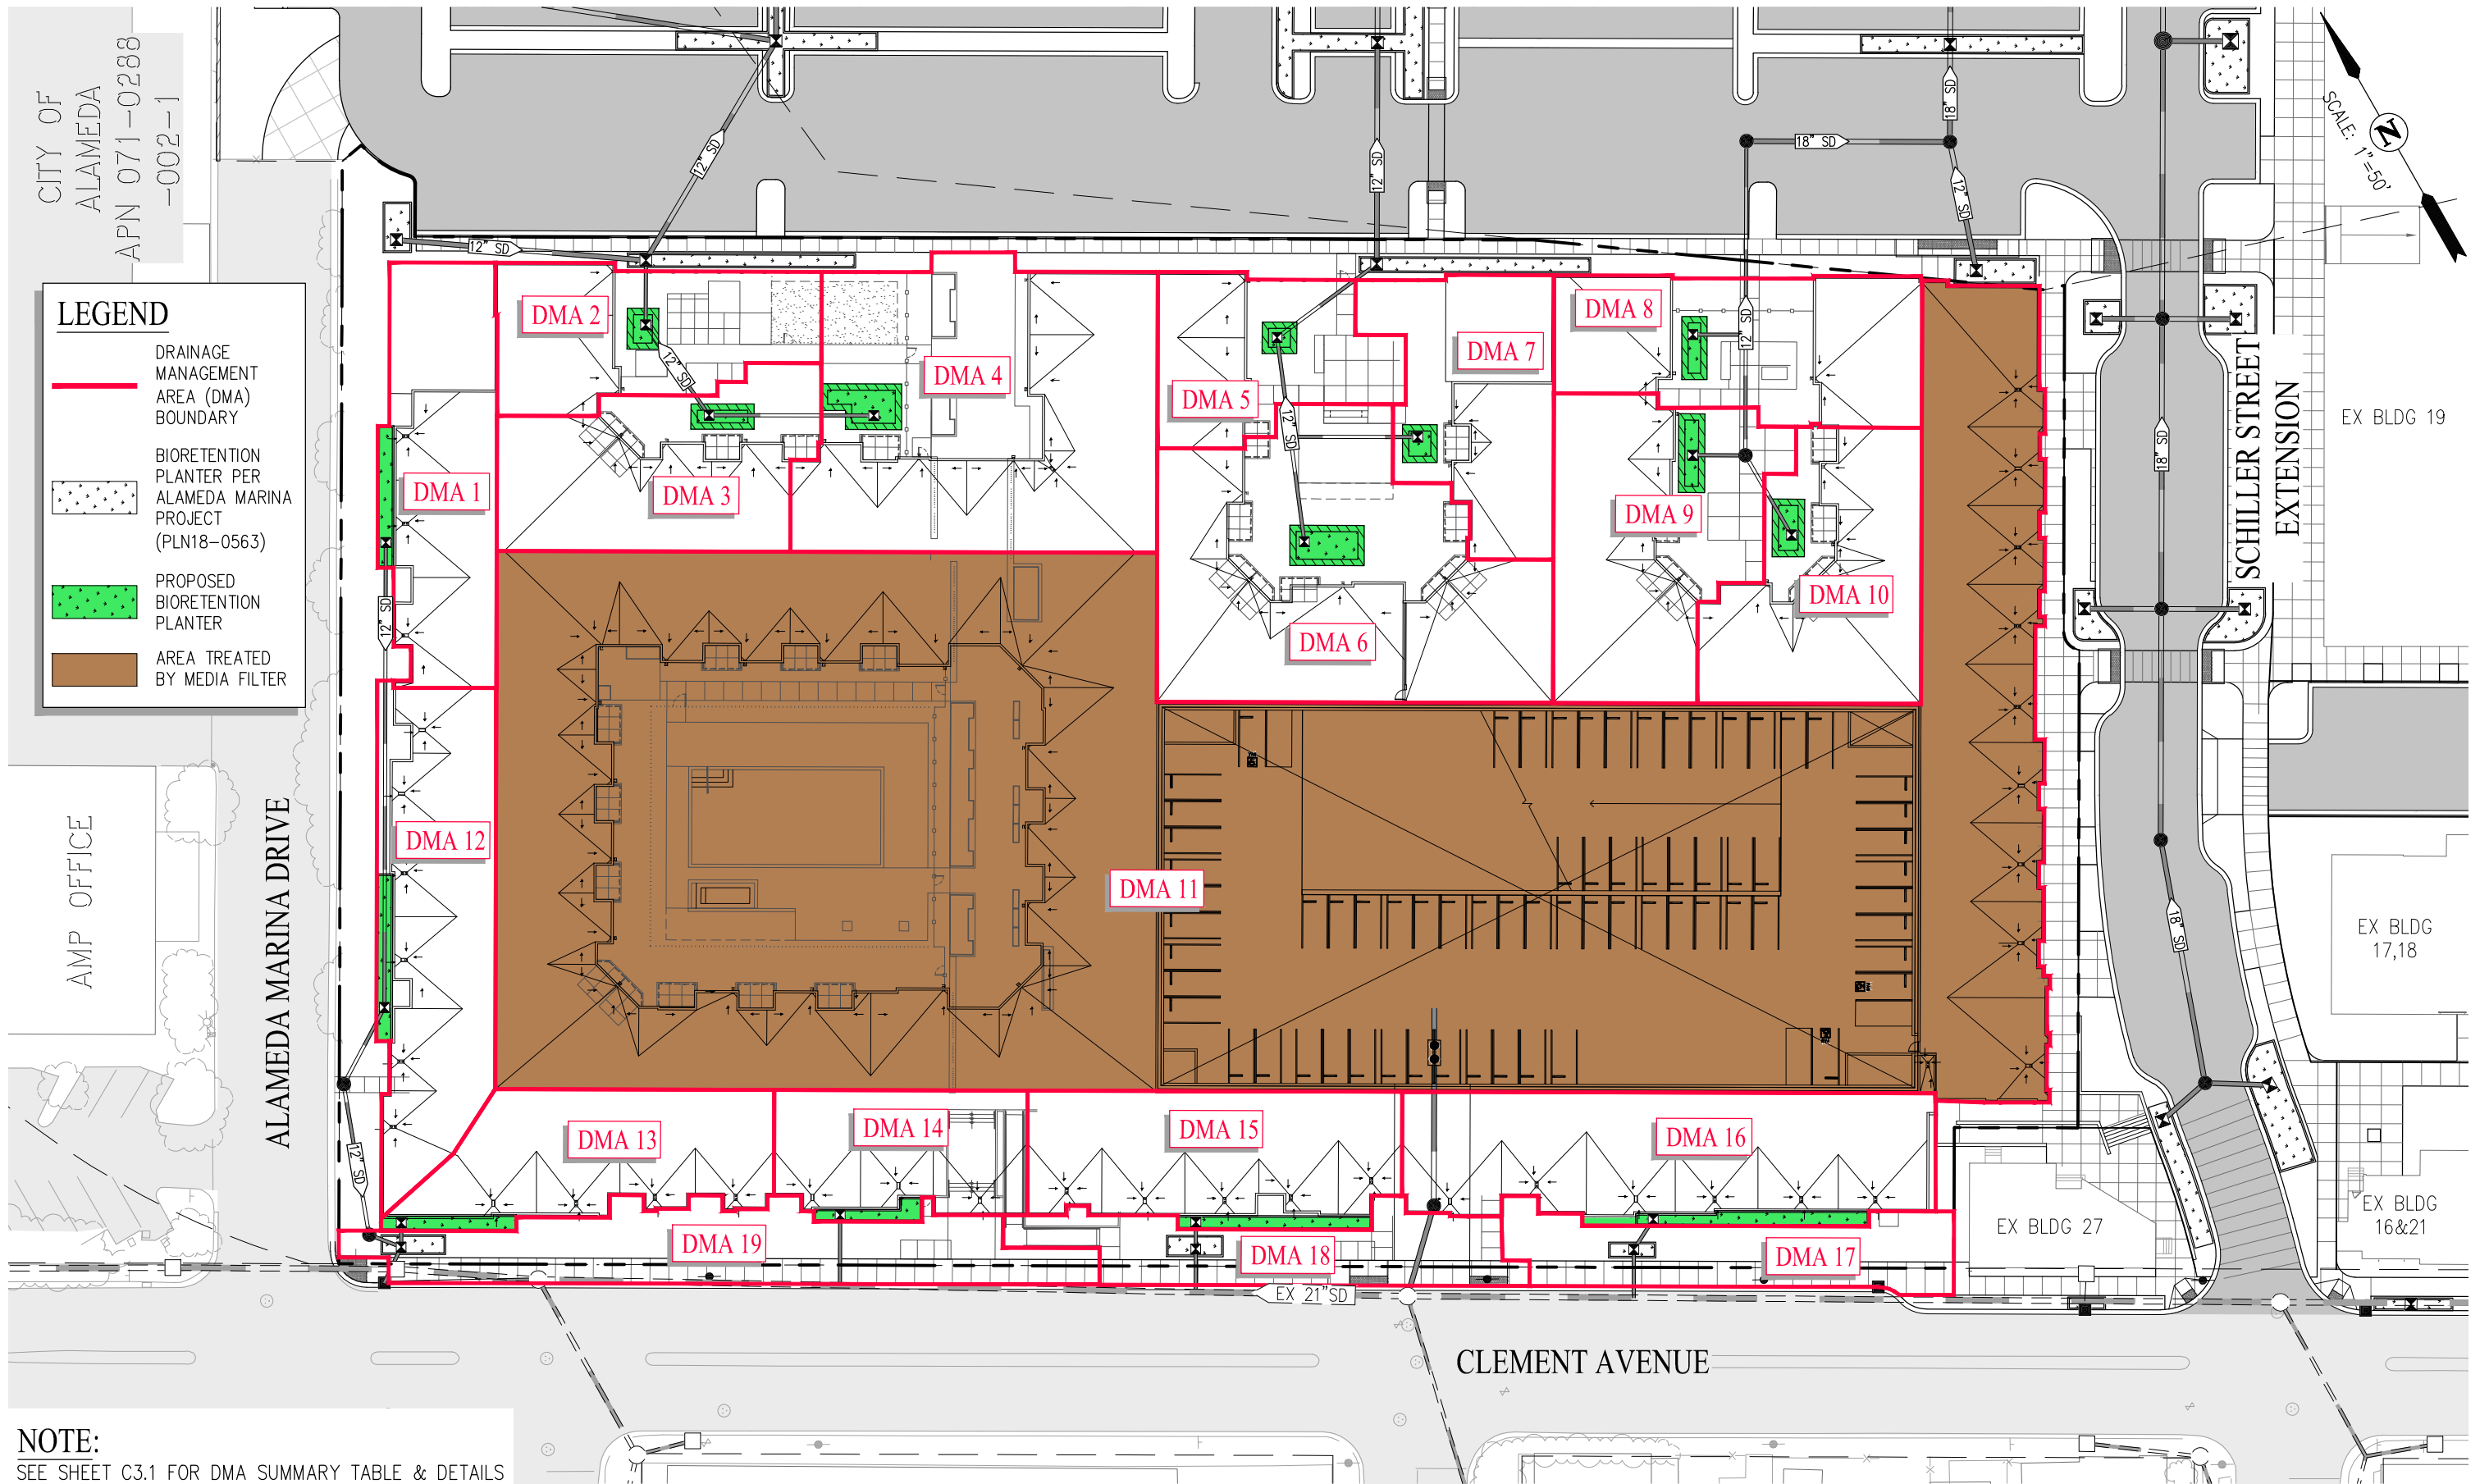 CITY OF
ALAMEDA
APN 071-0288
-002-1
LEGEND
DRAINAGE
MANAGEMENT
AREA (DMA)
BOUNDARY
BIORETENTION
PLANTER PER
ALAMEDA MARINA
PROJECT
(PLN18-0563)
PROPOSED
BIORETENTION
PLANTER
AREA TREATED
BY MEDIA FILTER
SCALE: 1"=50'
N
12" SD
12" SD
18" SD
18" SD
12" SD
12" SD
DMA 2
DMA 4
DMA 7
DMA 8
12" SD
12" SD
DMA 5
DMA 1
DMA 3
12" SD
DMA 9
DMA 10
DMA 6
12" SD
18" SD
SCHILLER STREET
EXTENSION
EX BLDG 19
DMA 12
DMA 11
AMP OFFICE
ALAMEDA MARINA DRIVE
18" SD
EX BLDG
17,18
12" SD
DMA 13
DMA 14
DMA 15
DMA 16
DMA 19
DMA 18
DMA 17
EX BLDG 27
EX BLDG
16&21
EX 21"SD
CLEMENT AVENUE
NOTE:
SEE SHEET C3.1 FOR DMA SUMMARY TABLE & DETAILS